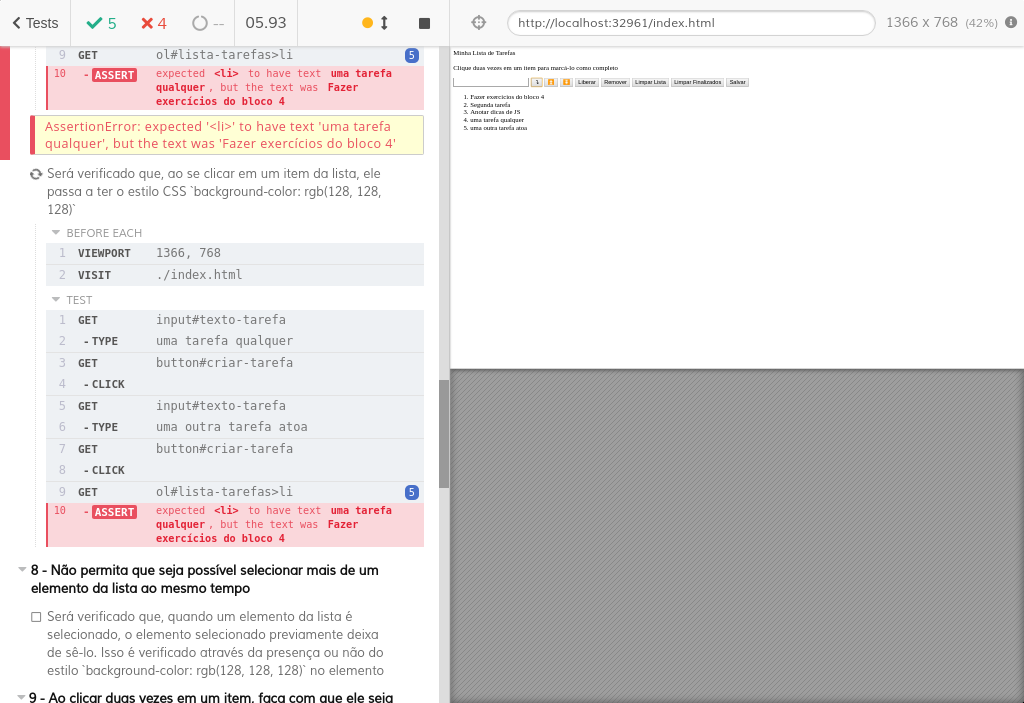 Tests
5
4
--
05.93
http://localhost:32961/index.html
1366 x 768 (42%)
9 GET ol#lista-tarefas>li 5
10 - ASSERT expected <li> to have text uma tarefa
qualquer, but the text was Fazer
exercícios do bloco 4
AssertionError: expected '<li>' to have text 'uma tarefa
qualquer', but the text was 'Fazer exercícios do bloco 4'
Será verificado que, ao se clicar em um item da lista, ele
passa a ter o estilo CSS `background-color: rgb(128, 128,
128)`
BEFORE EACH
1 VIEWPORT 1366, 768
2 VISIT ./index.html
TEST
1 GET input#texto-tarefa
2 - TYPE uma tarefa qualquer
3 GET button#criar-tarefa
4 - CLICK
5 GET input#texto-tarefa
6 - TYPE uma outra tarefa atoa
7 GET button#criar-tarefa
8 - CLICK
9 GET ol#lista-tarefas>li 5
10 - ASSERT expected <li> to have text uma tarefa
qualquer, but the text was Fazer
exercícios do bloco 4
8 - Não permita que seja possível selecionar mais de um
elemento da lista ao mesmo tempo
Será verificado que, quando um elemento da lista é
selecionado, o elemento selecionado previamente deixa
de sê-lo. Isso é verificado através da presença ou não do
estilo `background-color: rgb(128, 128, 128)` no elemento
9 - Ao clicar duas vezes em um item, faça com que ele seja
Minha Lista de Tarefas
Clique duas vezes em um item para marcá-lo como completo
Liberar Remover Limpar Lista Limpar Finalizados Salvar
1. Fazer exercícios do bloco 4
2. Segunda tarefa
3. Anotar dicas de JS
4. uma tarefa qualquer
5. uma outra tarefa atoa